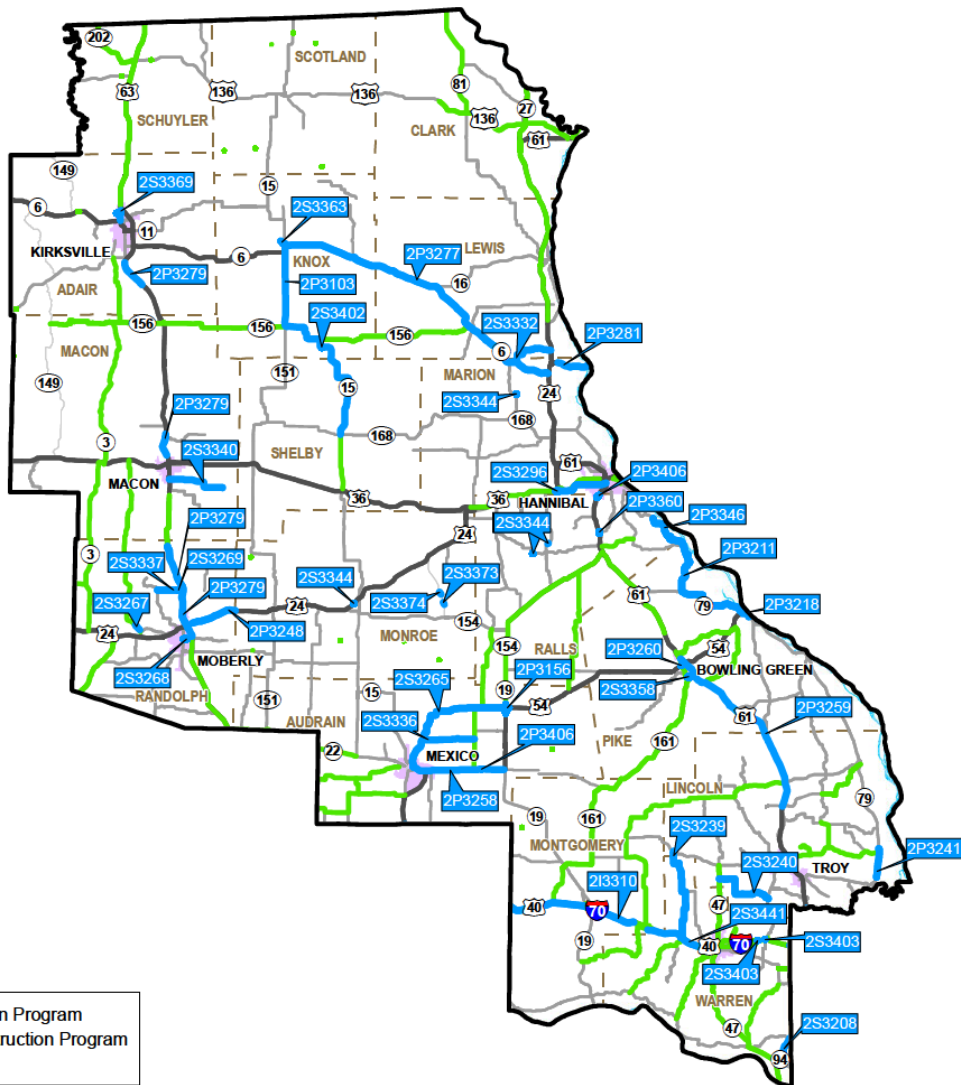 202
SCOTLAND
63
136
136
81
27
136
SCHUYLER
CLARK
61
149
15
2S3369
6
2S3363
11
KIRKSVILLE
6
KNOX
2P3277
LEWIS
16
2P3279
2P3103
ADAIR
2S3402
156
156
156
2S3332
2P3281
MACON
6
151
MARION
149
15
24
2S3344
2P3279
168
168
3
2S3340
SHELBY
61
2S3296
2P3406
MACON
36
36
HANNIBAL
2P3360
2P3279
24
2S3344
2P3346
3
2S3337
2S3269
2P3211
2P3279
2S3344
2S3373
61
2S3267
24
2S3374
79
2P3218
24
2P3248
154
MONROE
154
RALLS
2P3260
54
MOBERLY
BOWLING GREEN
2S3268
2P3156
2S3358
RANDOLPH
151
15
2S3265
19
54
61
2P3259
AUDRAIN
2S3336
2P3406
PIKE
161
22
MEXICO
2P3258
LINCOLN
79
19
161
2S3239
MONTGOMERY
2P3241
2S3240
TROY
2I3310
40
70
47
2S3441
19
40
70
2S3403
2S3403
WARREN
n Program
ruction Program
47
2S3208
94